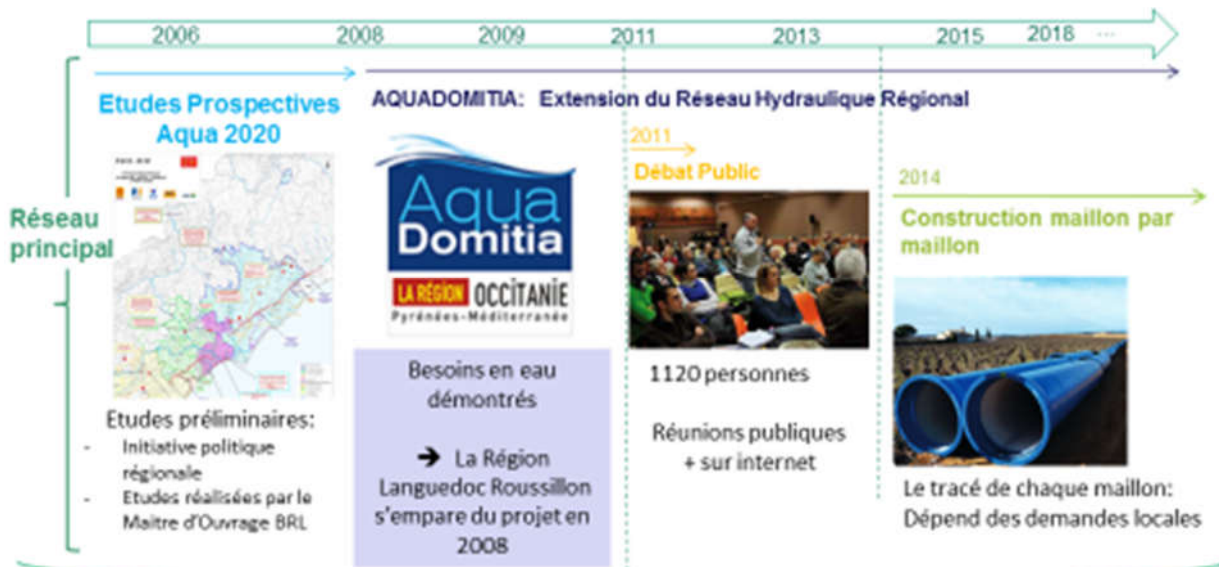 2006 2008 2009 2011 2013 2015 2018 ...
Réseau
principal
Etudes Prospectives
Aqua 2020
Etudes préliminaires:
- Initiative politique
régionale
- Etudes réalisées par le
Maitre d'Ouvrage BRL
AQUADOMITIA: Extension du Réseau Hydraulique Régional
Aqua
Domitia
LA RÉGION OCCITANIE
Pyrénées-Méditerranée
Besoins en eau
démontrés
➔ La Région
Languedoc Roussillon
s'empare du projet en
2008
2011
Débat Public
1120 personnes
Réunions publiques
+ sur internet
2014
Construction maillon par
maillon
Le tracé de chaque maillon:
Dépend des demandes locales